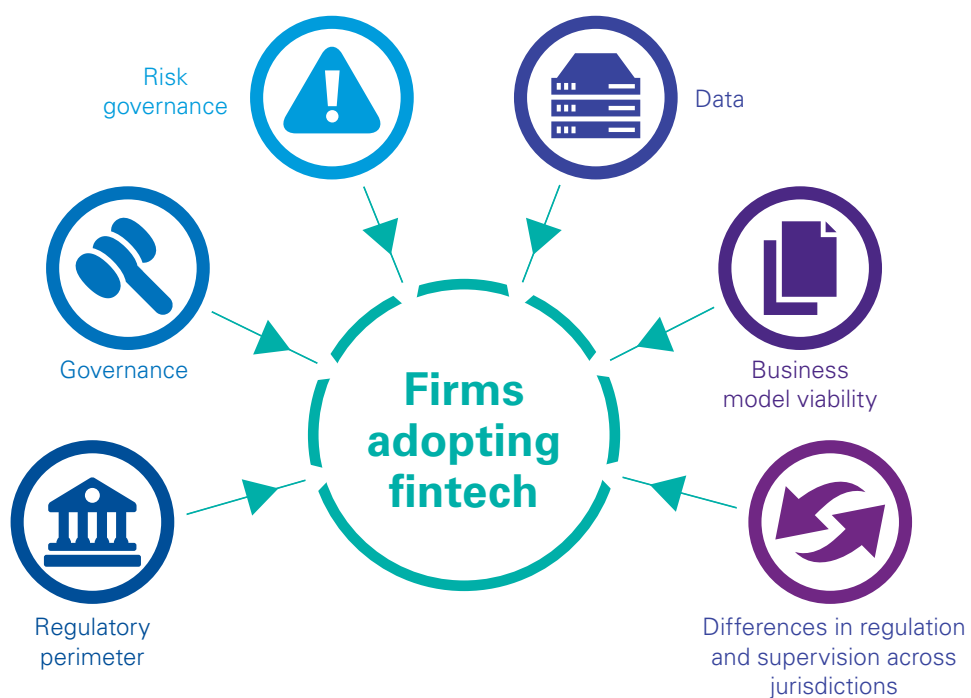 Risk
governance
Data
Governance
Business
model viability
Firms
adopting
fintech
Regulatory
perimeter
Differences in regulation
and supervision across
jurisdictions